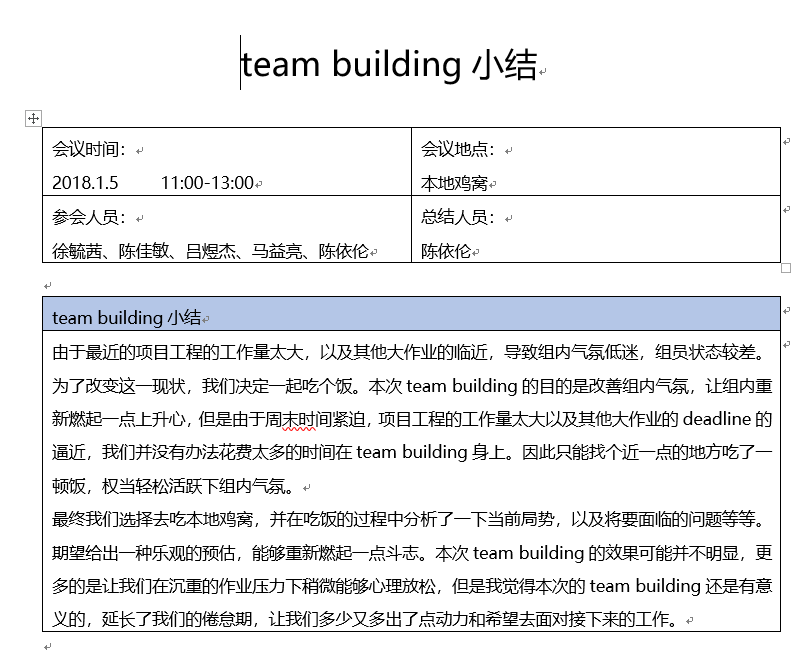 team building 小结
会议时间：
2018.1.5 11:00-13:00
会议地点：
本地鸡窝
参会人员：
徐毓茜、陈佳敏、吕煜杰、马益亮、陈依伦
总结人员：
陈依伦
team building 小结
由于最近的项目工程的工作量太大，以及其他大作业的临近，导致组内气氛低迷，组员状态较差。
为了改变这一现状，我们决定一起吃个饭。本次 team building 的目的是改善组内气氛，让组内重
新燃起一点上升心，但是由于周末时间紧迫，项目工程的工作量太大以及其他大作业的 deadline 的
逼近，我们并没有办法花费太多的时间在 team building 身上。因此只能找个近一点的地方吃了一
顿饭，权当轻松活跃下组内气氛。
最终我们选择去吃本地鸡窝，并在吃饭的过程中分析了一下当前局势，以及将要面临的问题等等。
期望给出一种乐观的预估，能够重新燃起一点斗志。本次 team building 的效果可能并不明显，更
多的是让我们在沉重的作业压力下稍微能够心理放松，但是我觉得本次的 team building 还是有意
义的，延长了我们的倦怠期，让我们多少又多出了点动力和希望去面对接下来的工作。